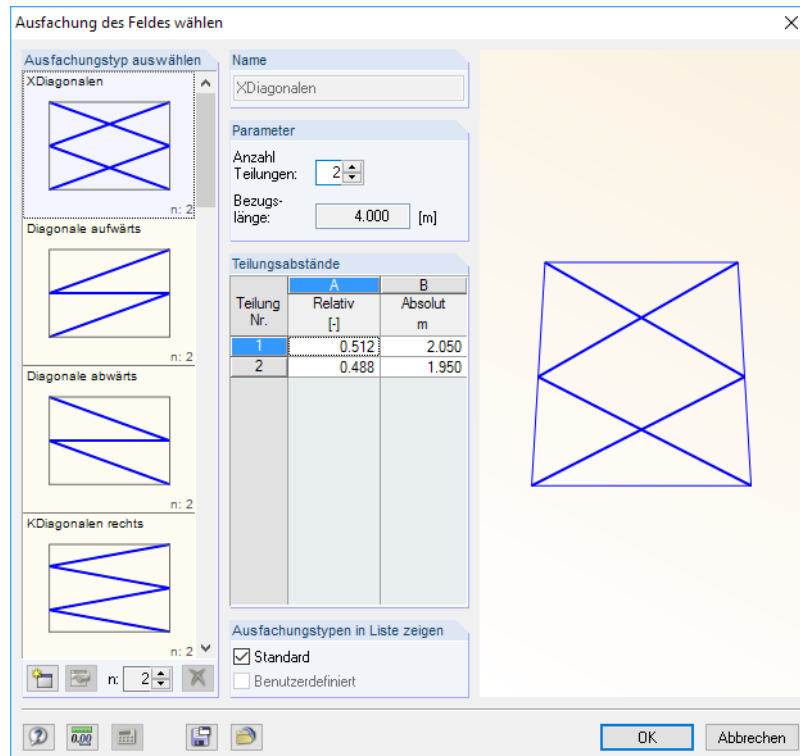 Ausfachung des Feldes wählen
Ausfachungstyp auswählen
XDiagonalen
n: 2
Diagonale aufwärts
n: 2
Diagonale abwärts
n: 2
KDiagonalen rechts
n: 2
n: 2
Name
XDiagonalen
Parameter
Anzahl
Teilungen: 2
Bezugs-
länge: 4.000 [m]
Teilungsabstände
A B
Teilung Relativ Absolut
Nr. [-] m
1 0.512 2.050
2 0.488 1.950
Ausfachungstypen in Liste zeigen
Standard
Benutzerdefiniert
0.00
OK Abbrechen